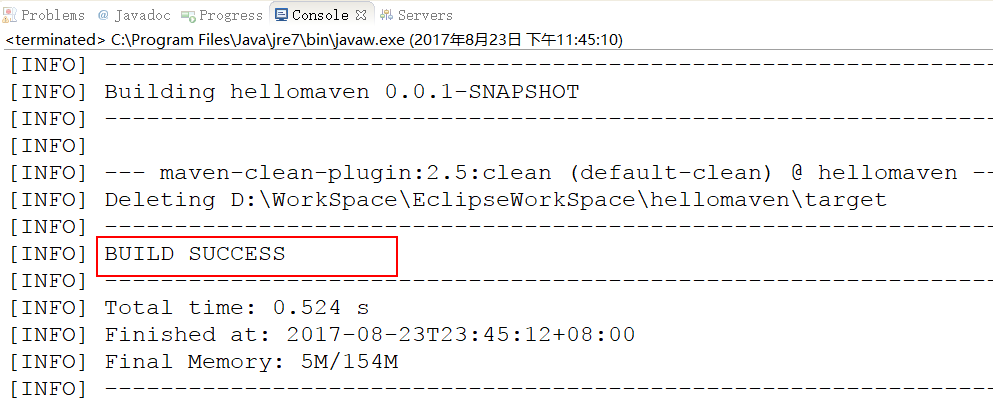 Problems @ Javadoc Progress Console Servers
<terminated> C:\Program Files\Java\jre7\bin\javaw.exe (2017年8月23日 下午11:45:10)
[INFO] ------------------------------------------------------------------------
[INFO] Building hellomaven 0.0.1-SNAPSHOT
[INFO] ------------------------------------------------------------------------
[INFO]
[INFO] --- maven-clean-plugin:2.5:clean (default-clean) @ hellomaven --
[INFO] Deleting D:\WorkSpace\EclipseWorkSpace\hellomaven\target
[INFO] ------------------------------------------------------------------------
[INFO] BUILD SUCCESS
[INFO] ------------------------------------------------------------------------
[INFO] Total time: 0.524 s
[INFO] Finished at: 2017-08-23T23:45:12+08:00
[INFO] Final Memory: 5M/154M
[INFO] ------------------------------------------------------------------------